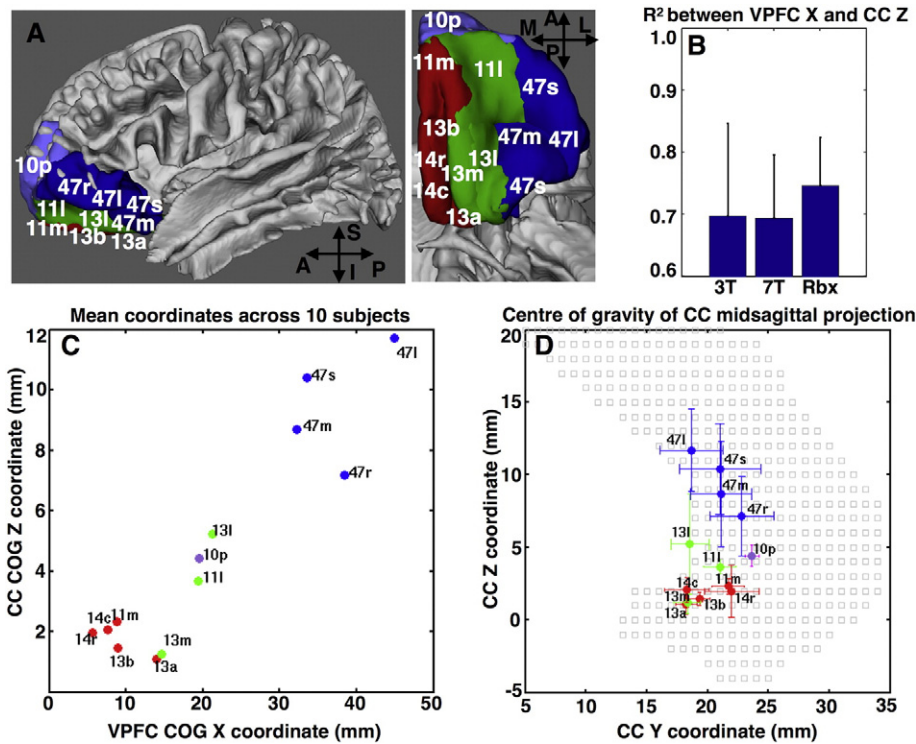 A
10p
47r
47l
47s
11l
13l
47m
11m
13b
13a
S
A
P
I
10p
A
M
L
P
11m
11l
47s
13b
47m
47l
14r
13l
13m
14c
47s
13a
R² between VPFC X and CC Z
B
1.0
0.9
0.8
0.7
0.6
3T
7T
Rbx
Mean coordinates across 10 subjects
C
CC COG Z coordinate (mm)
12
10
8
6
4
2
0
10
20
30
40
50
VPFC COG X coordinate (mm)
47l
47s
47m
47r
13l
10p
11l
14c
11m
14r
13b
13m
13a
Centre of gravity of CC midsagittal projection
D
CC Z coordinate (mm)
20
15
10
5
0
-5
5
10
15
20
25
30
35
CC Y coordinate (mm)
47l
47s
47m
47r
13l
10p
11l
14c
11m
13m
13b
14r
13a